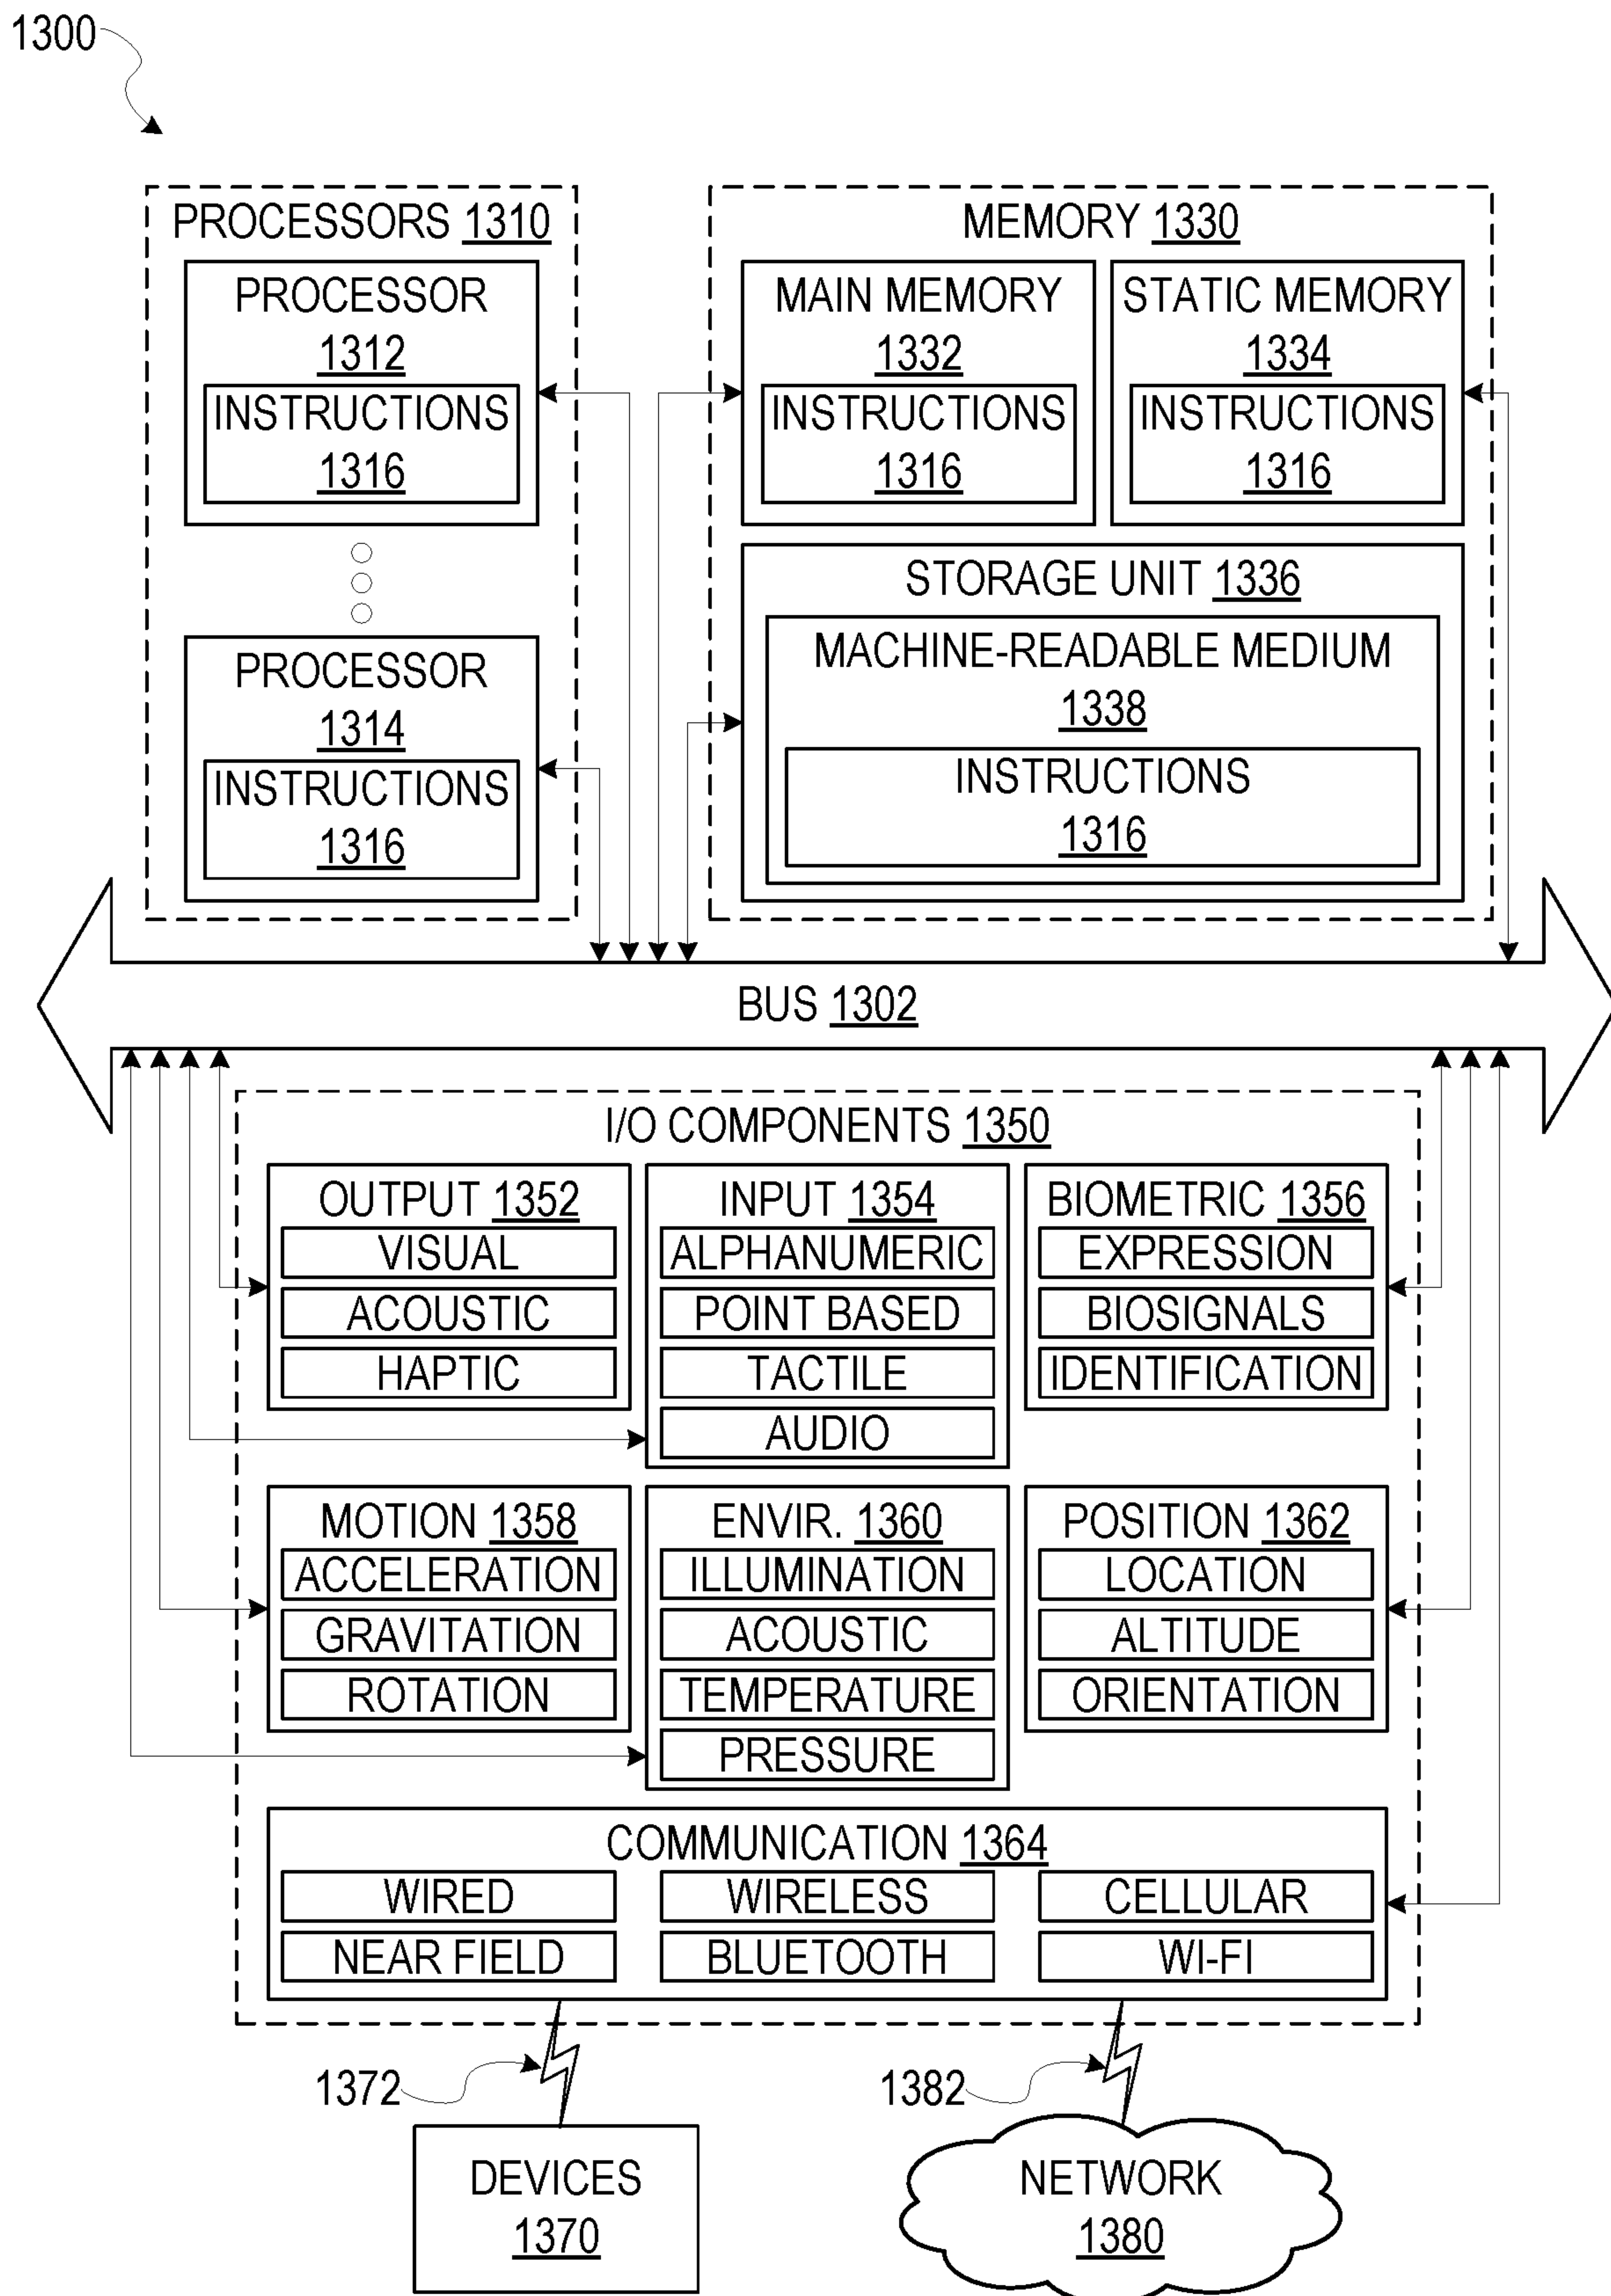 1300
PROCESSORS 1310
PROCESSOR
1312
INSTRUCTIONS
1316
PROCESSOR
1314
INSTRUCTIONS
1316
MEMORY 1330
MAIN MEMORY
1332
INSTRUCTIONS
1316
STATIC MEMORY
1334
INSTRUCTIONS
1316
STORAGE UNIT 1336
MACHINE-READABLE MEDIUM
1338
INSTRUCTIONS
1316
BUS 1302
I/O COMPONENTS 1350
OUTPUT 1352
VISUAL
ACOUSTIC
HAPTIC
INPUT 1354
ALPHANUMERIC
POINT BASED
TACTILE
AUDIO
BIOMETRIC 1356
EXPRESSION
BIOSIGNALS
IDENTIFICATION
MOTION 1358
ACCELERATION
GRAVITATION
ROTATION
ENVIR. 1360
ILLUMINATION
ACOUSTIC
TEMPERATURE
PRESSURE
POSITION 1362
LOCATION
ALTITUDE
ORIENTATION
COMMUNICATION 1364
WIRED
WIRELESS
CELLULAR
NEAR FIELD
BLUETOOTH
WI-FI
1372
1382
DEVICES
1370
NETWORK
1380